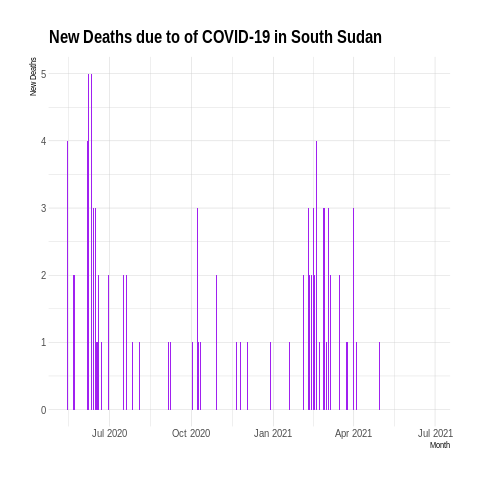 New Deaths due to of COVID-19 in South Sudan
New Deaths
5
4
3
2
1
0
Jul 2020 Oct 2020 Jan 2021 Apr 2021 Jul 2021
Month